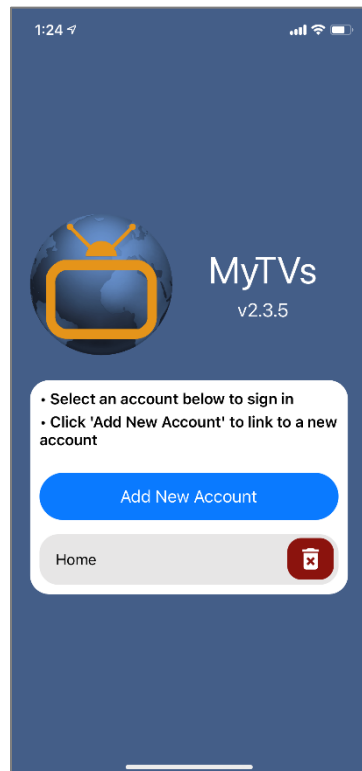 1:24
MyTVs
v2.3.5
• Select an account below to sign in
• Click 'Add New Account' to link to a new
account
Add New Account
Home